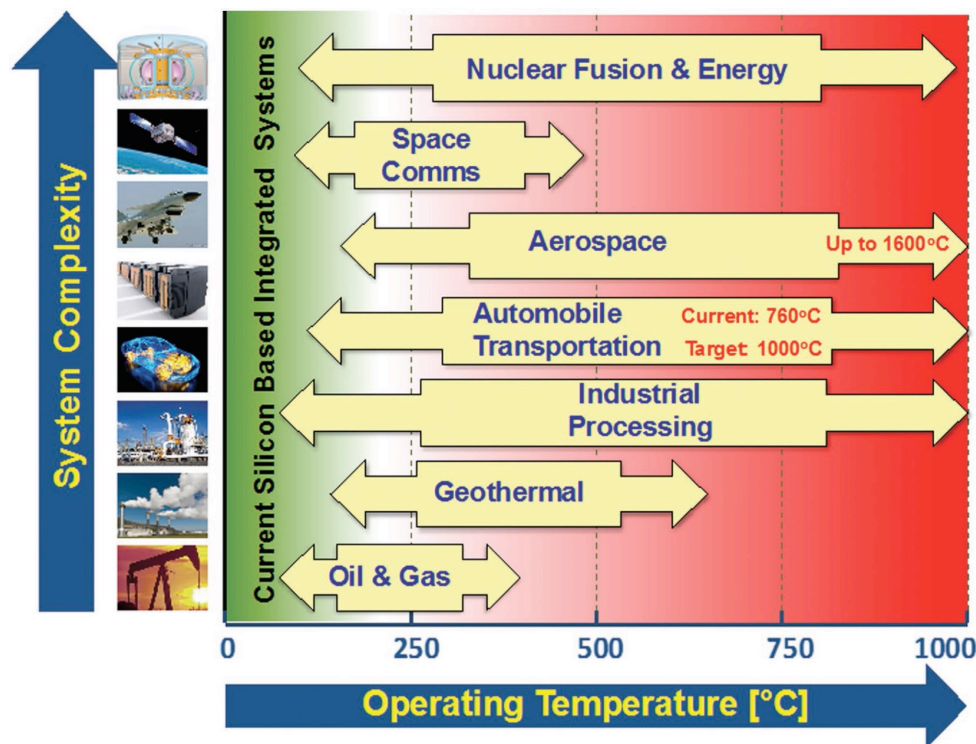 System Complexity
Current Silicon Based Integrated Systems
Nuclear Fusion & Energy
Space
Comms
Aerospace
Up to 1600°C
Automobile
Transportation
Current: 760°C
Target: 1000°C
Industrial
Processing
Geothermal
Oil & Gas
0 250 500 750 1000
Operating Temperature [°C]